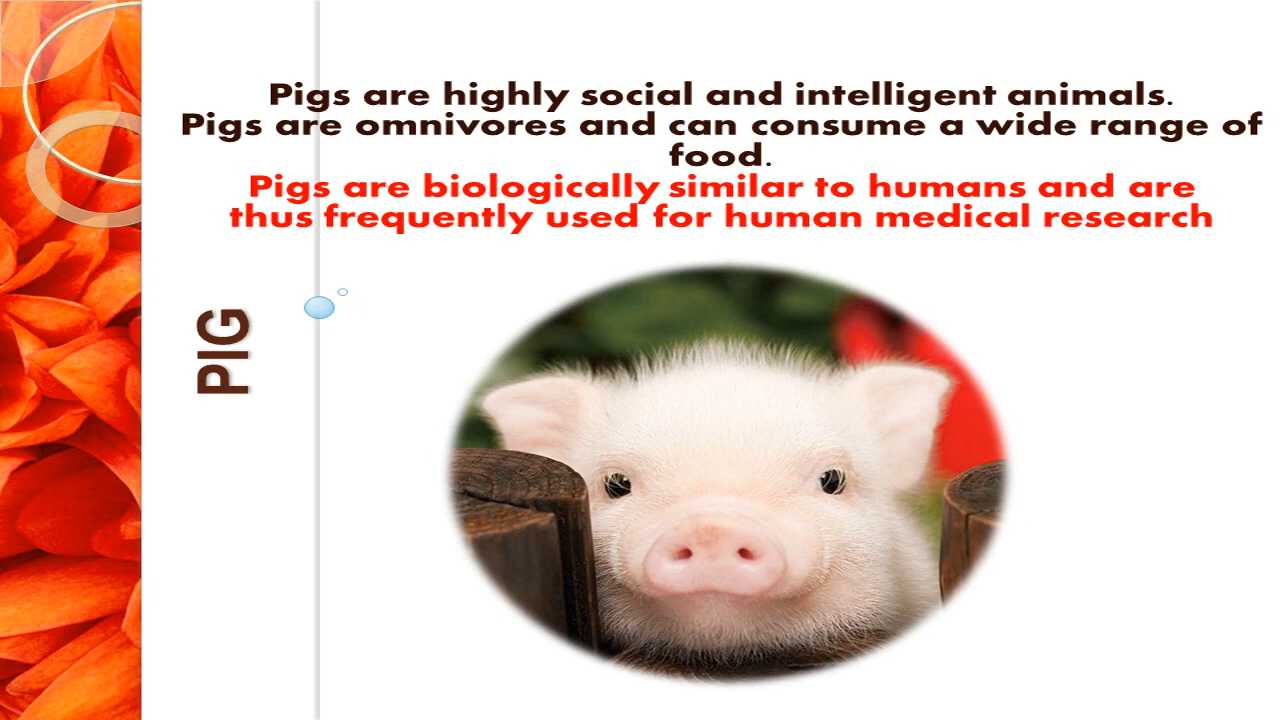 Pigs are highly social and intelligent animals.
Pigs are omnivores and can consume a wide range of
food.
Pigs are biologically similar to humans and are
thus frequently used for human medical research
PIG